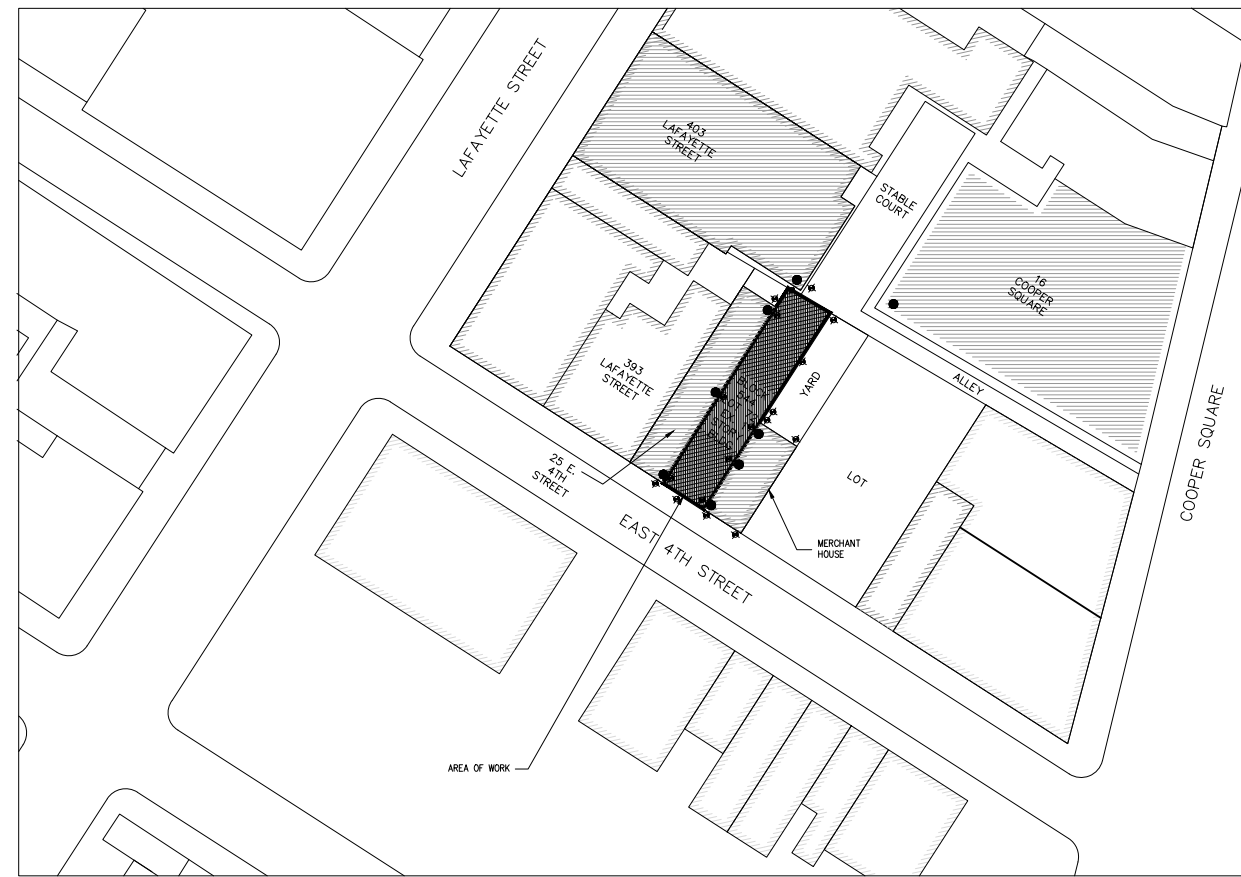 LAFAYETTE STREET
403
LAFAYETTE
STREET
STABLE
COURT
16
COOPER
SQUARE
393
LAFAYETTE
STREET
YARD
ALLEY
LOT
25 E.
4TH
STREET
EAST 4TH STREET
MERCHANT
HOUSE
COOPER SQUARE
AREA OF WORK